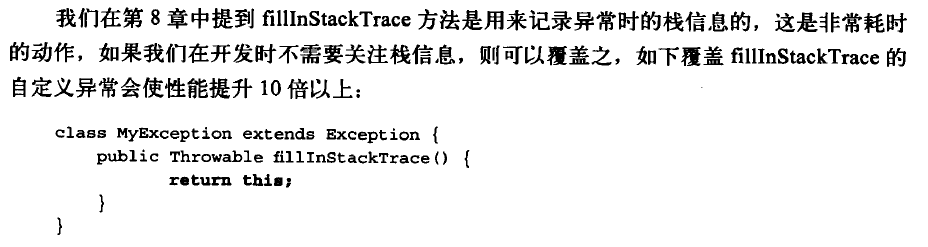 我们在第 8 章中提到 fillInStackTrace 方法是用来记录异常时的栈信息的，这是非常耗时
的动作，如果我们在开发时不需要关注栈信息，则可以覆盖之，如下覆盖 fillInStackTrace 的
自定义异常会使性能提升 10 倍以上：
class MyException extends Exception {
public Throwable fillInStackTrace() {
return this;
}
}